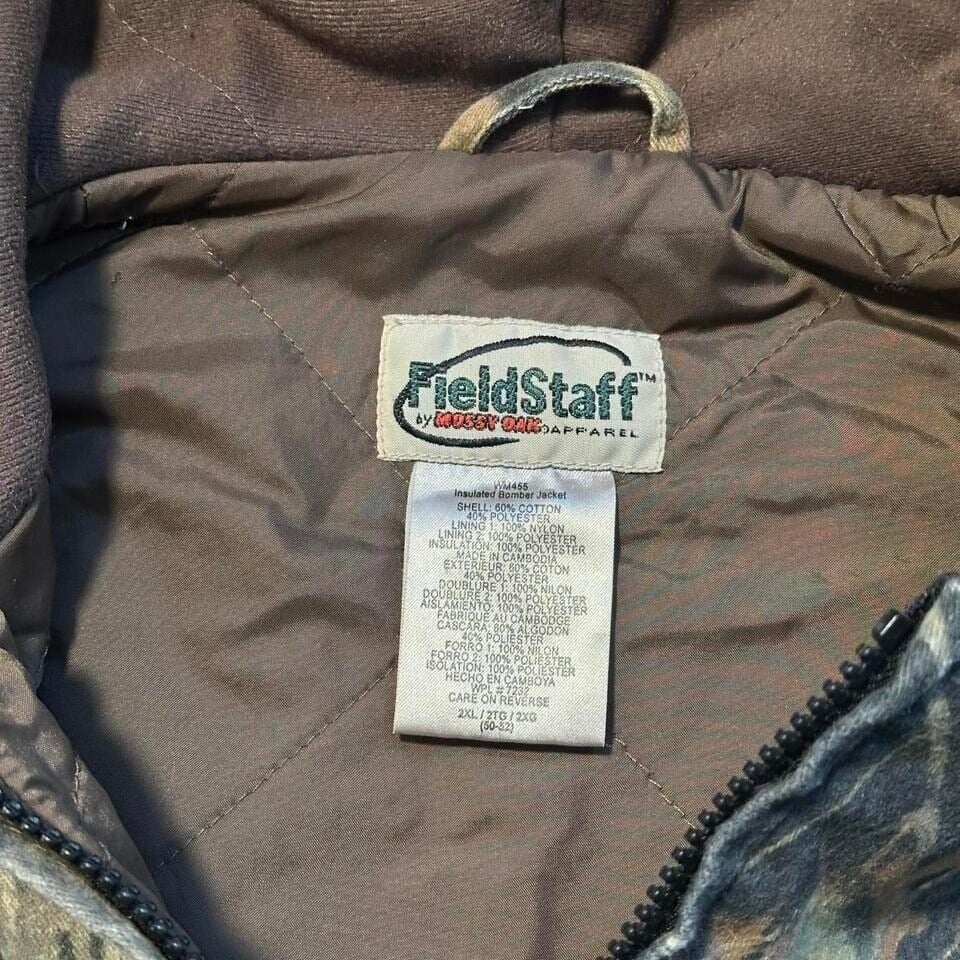 FieldStaff™
by MOSSY OAK APPAREL
WM455
Insulated Bomber Jacket
SHELL: 60% COTTON
40% POLYESTER
LINING 1: 100% NYLON
LINING 2: 100% POLYESTER
INSULATION: 100% POLYESTER
MADE IN CAMBODIA
EXTERIEUR: 60% COTON
40% POLYESTER
DOUBLURE 1: 100% NILON
DOUBLURE 2: 100% POLYESTER
AISLAMIENTO: 100% POLYESTER
FABRIQUE AU CAMBODGE
CASCARA: 60% ALGODON
40% POLIESTER
FORRO 1: 100% NILON
FORRO 2: 100% POLIESTER
ISOLATION: 100% POLIESTER
HECHO EN CAMBOYA
WPL # 7232
CARE ON REVERSE
2XL / 2TG / 2XG
(50-52)